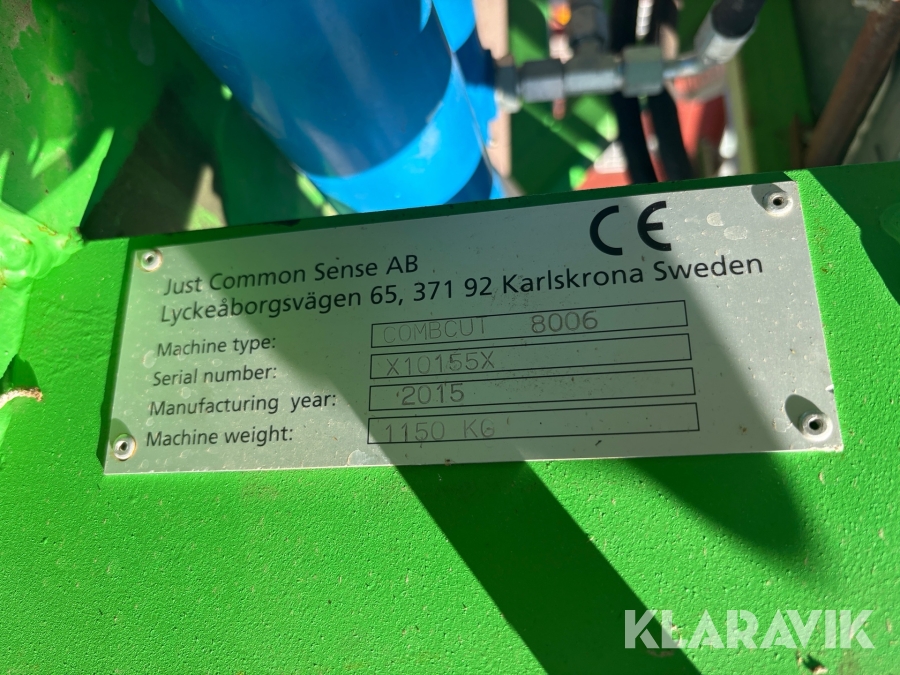 CE
Just Common Sense AB
Lyckeåborgsvägen 65, 371 92 Karlskrona Sweden
Machine type: COMBCUT 8006
Serial number: X10155X
Manufacturing year: 2015
Machine weight: 1150 KG
KLARAVIK